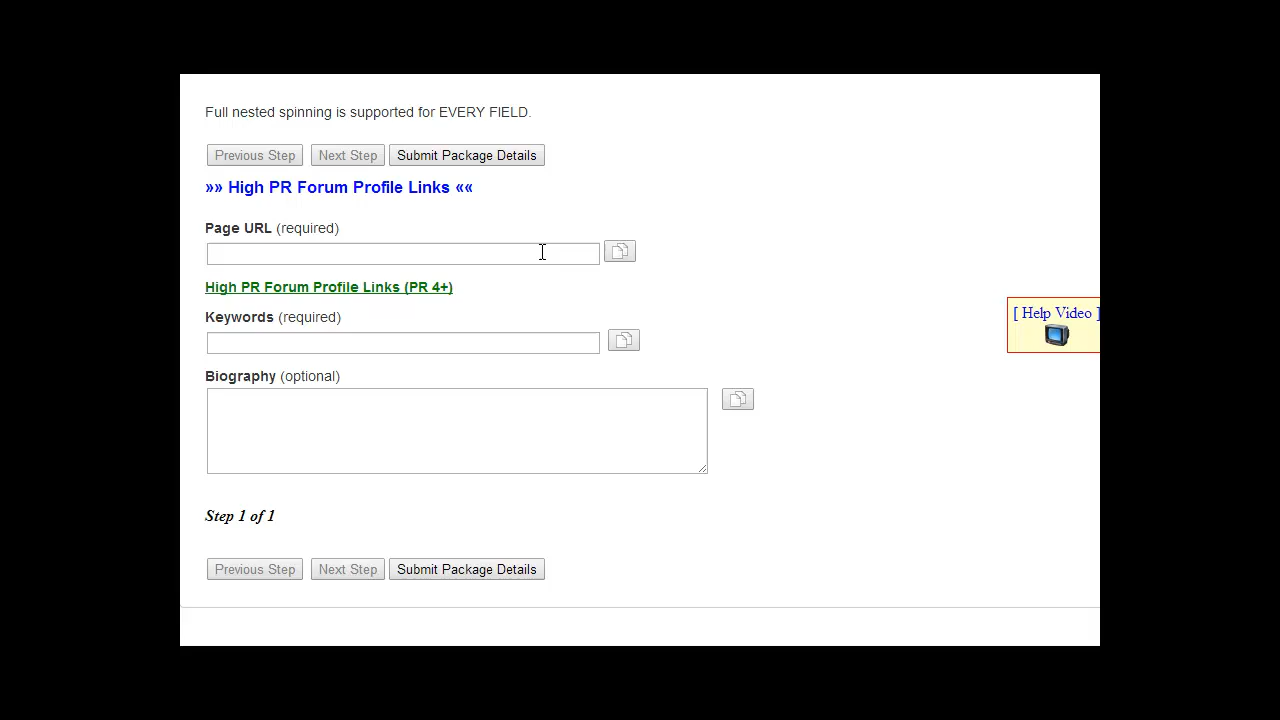 Full nested spinning is supported for EVERY FIELD.
Previous Step Next Step Submit Package Details
»» High PR Forum Profile Links ««
Page URL (required)
High PR Forum Profile Links (PR 4+)
[ Help Video ]
Keywords (required)
Biography (optional)
Step 1 of 1
Previous Step Next Step Submit Package Details